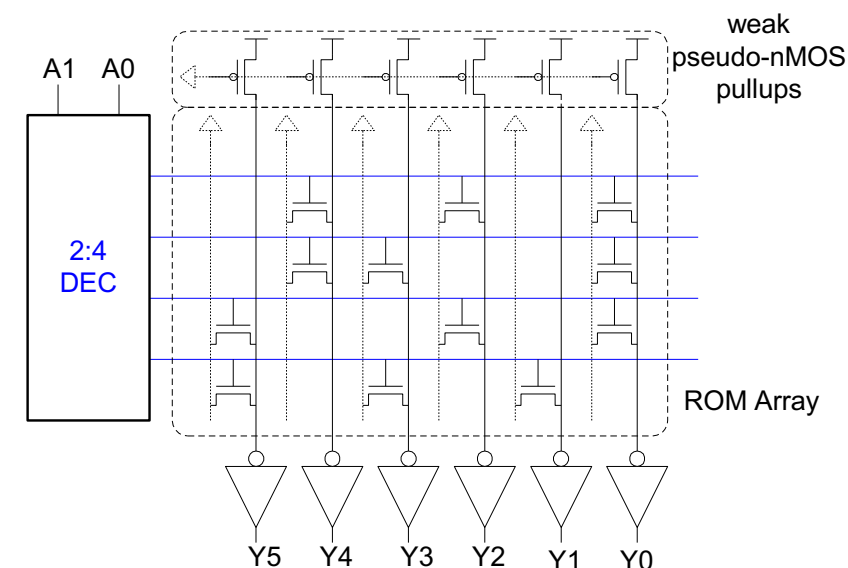 weak
pseudo-nMOS
pullups
A1 A0
2:4
DEC
ROM Array
Y5 Y4 Y3 Y2 Y1 Y0